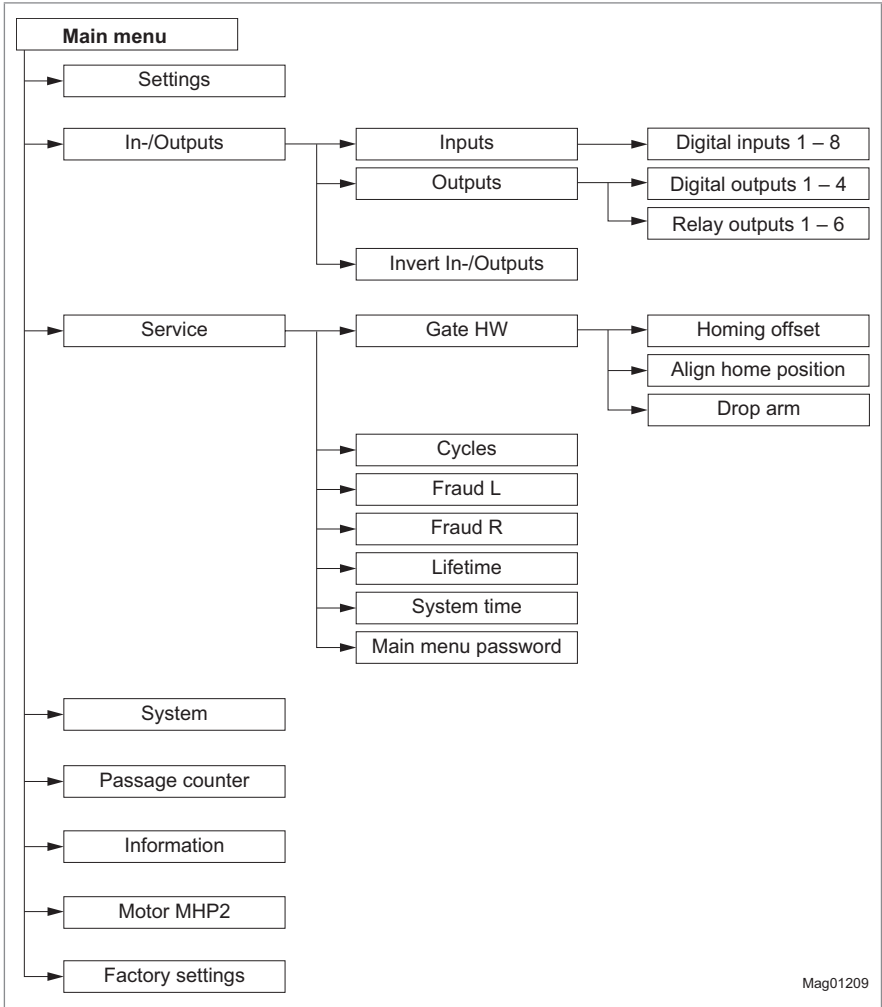 Main menu
Settings
In-/Outputs
Inputs
Digital inputs 1 – 8
Outputs
Digital outputs 1 – 4
Relay outputs 1 – 6
Invert In-/Outputs
Service
Gate HW
Homing offset
Align home position
Drop arm
Cycles
Fraud L
Fraud R
Lifetime
System time
Main menu password
System
Passage counter
Information
Motor MHP2
Factory settings
Mag01209